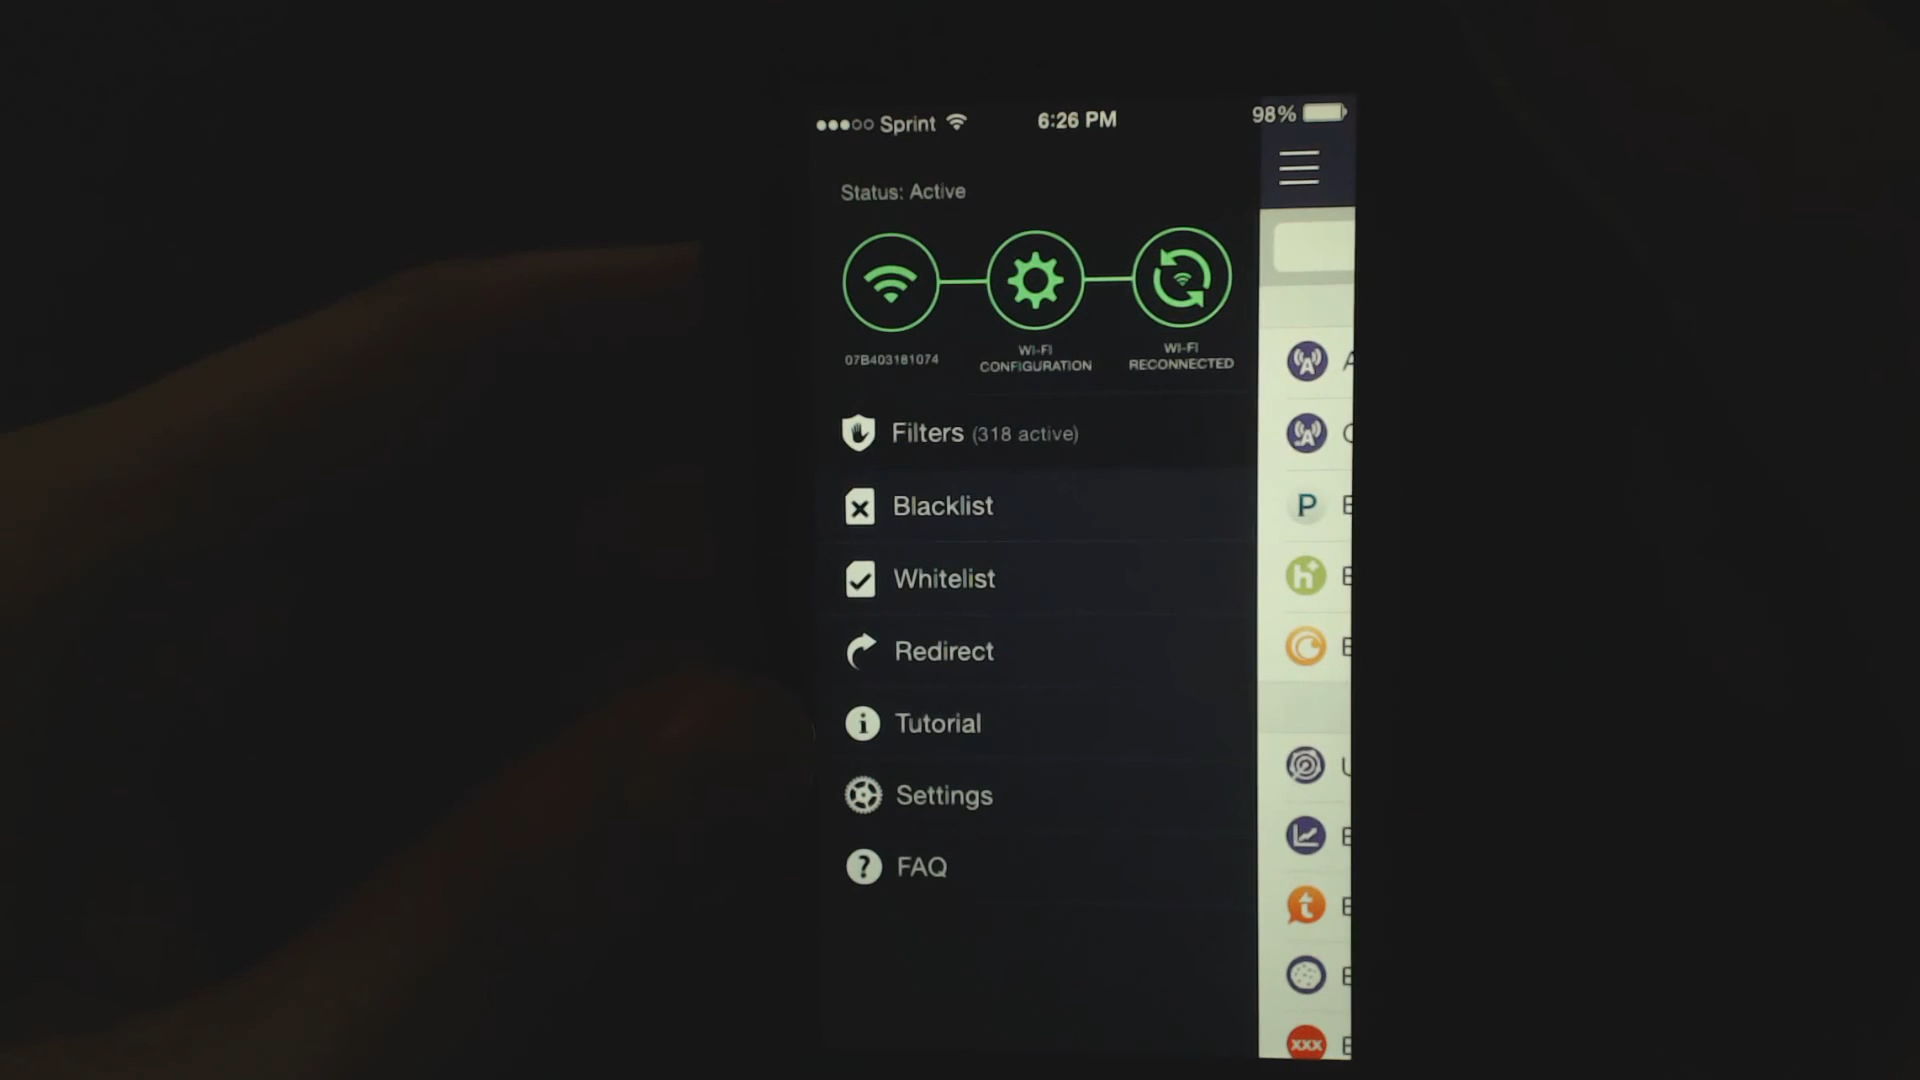 Sprint 6:26 PM 98%
Status: Active
07B403181074
WI-FI
CONFIGURATION
WI-FI
RECONNECTED
Filters (318 active)
Blacklist
Whitelist
Redirect
Tutorial
Settings
FAQ
A
A
P
h
t
xxx